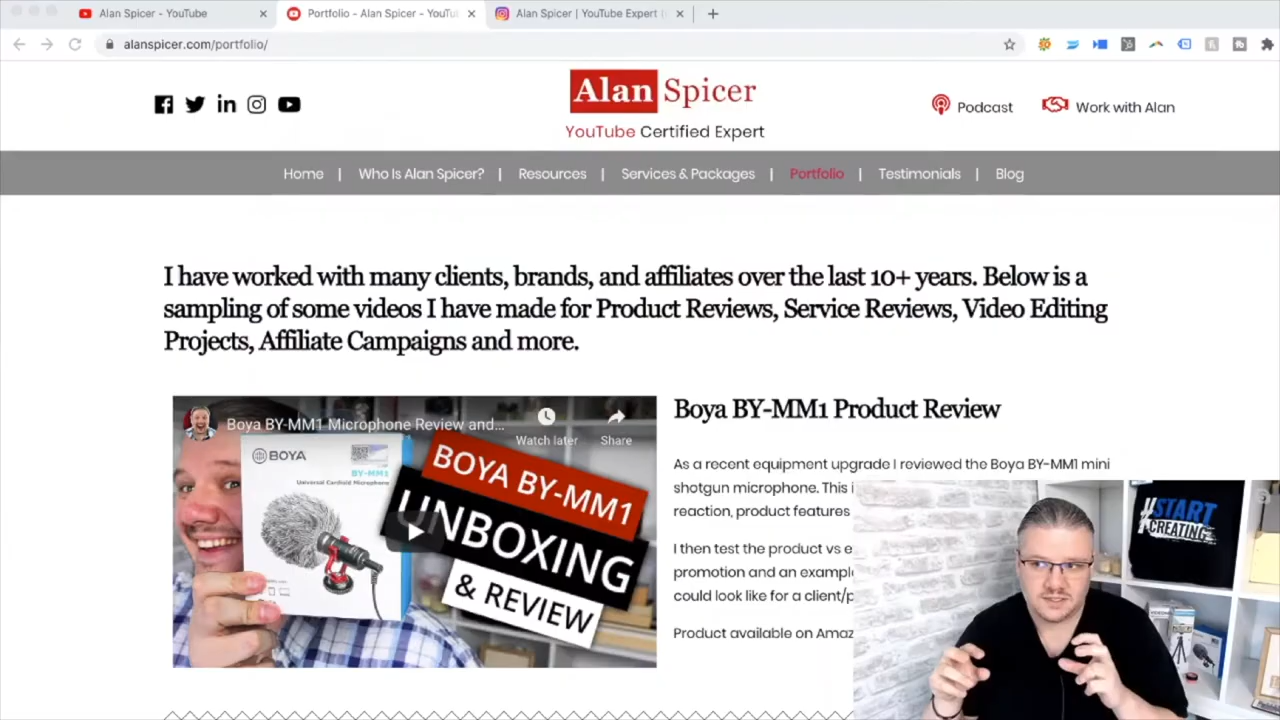 Alan Spicer - YouTube
Portfolio - Alan Spicer - YouTu
Alan Spicer | YouTube Expert
alanspicer.com/portfolio/
Alan Spicer
YouTube Certified Expert
Podcast
Work with Alan
Home | Who Is Alan Spicer? | Resources | Services & Packages | Portfolio | Testimonials | Blog
I have worked with many clients, brands, and affiliates over the last 10+ years. Below is a
sampling of some videos I have made for Product Reviews, Service Reviews, Video Editing
Projects, Affiliate Campaigns and more.
Boya BY-MM1 Microphone Review and...
Watch later
Share
BOYA
BY-MM1
Universal Cardioid Microphone
BOYA BY-MM1
UNBOXING
& REVIEW
Boya BY-MM1 Product Review
As a recent equipment upgrade I reviewed the Boya BY-MM1 mini
shotgun microphone. This i
reaction, product features
I then test the product vs e
promotion and an example
could look like for a client/p
Product available on Amaz
#START
CREATING